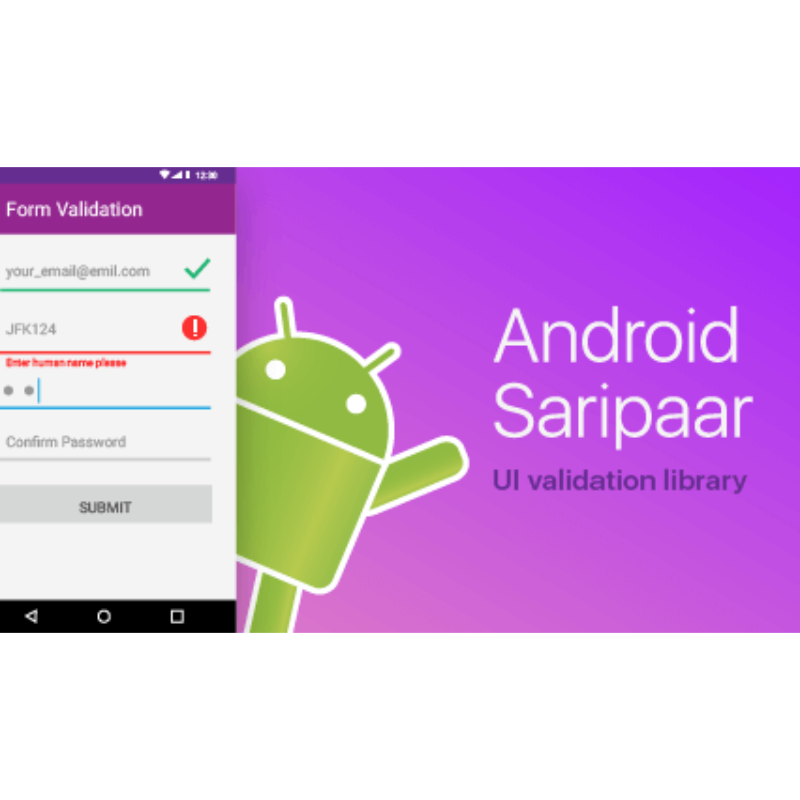 12:30
Form Validation
your_email@emil.com
JFK124
Enter human name please
Confirm Password
SUBMIT
Android
Saripaar
UI validation library